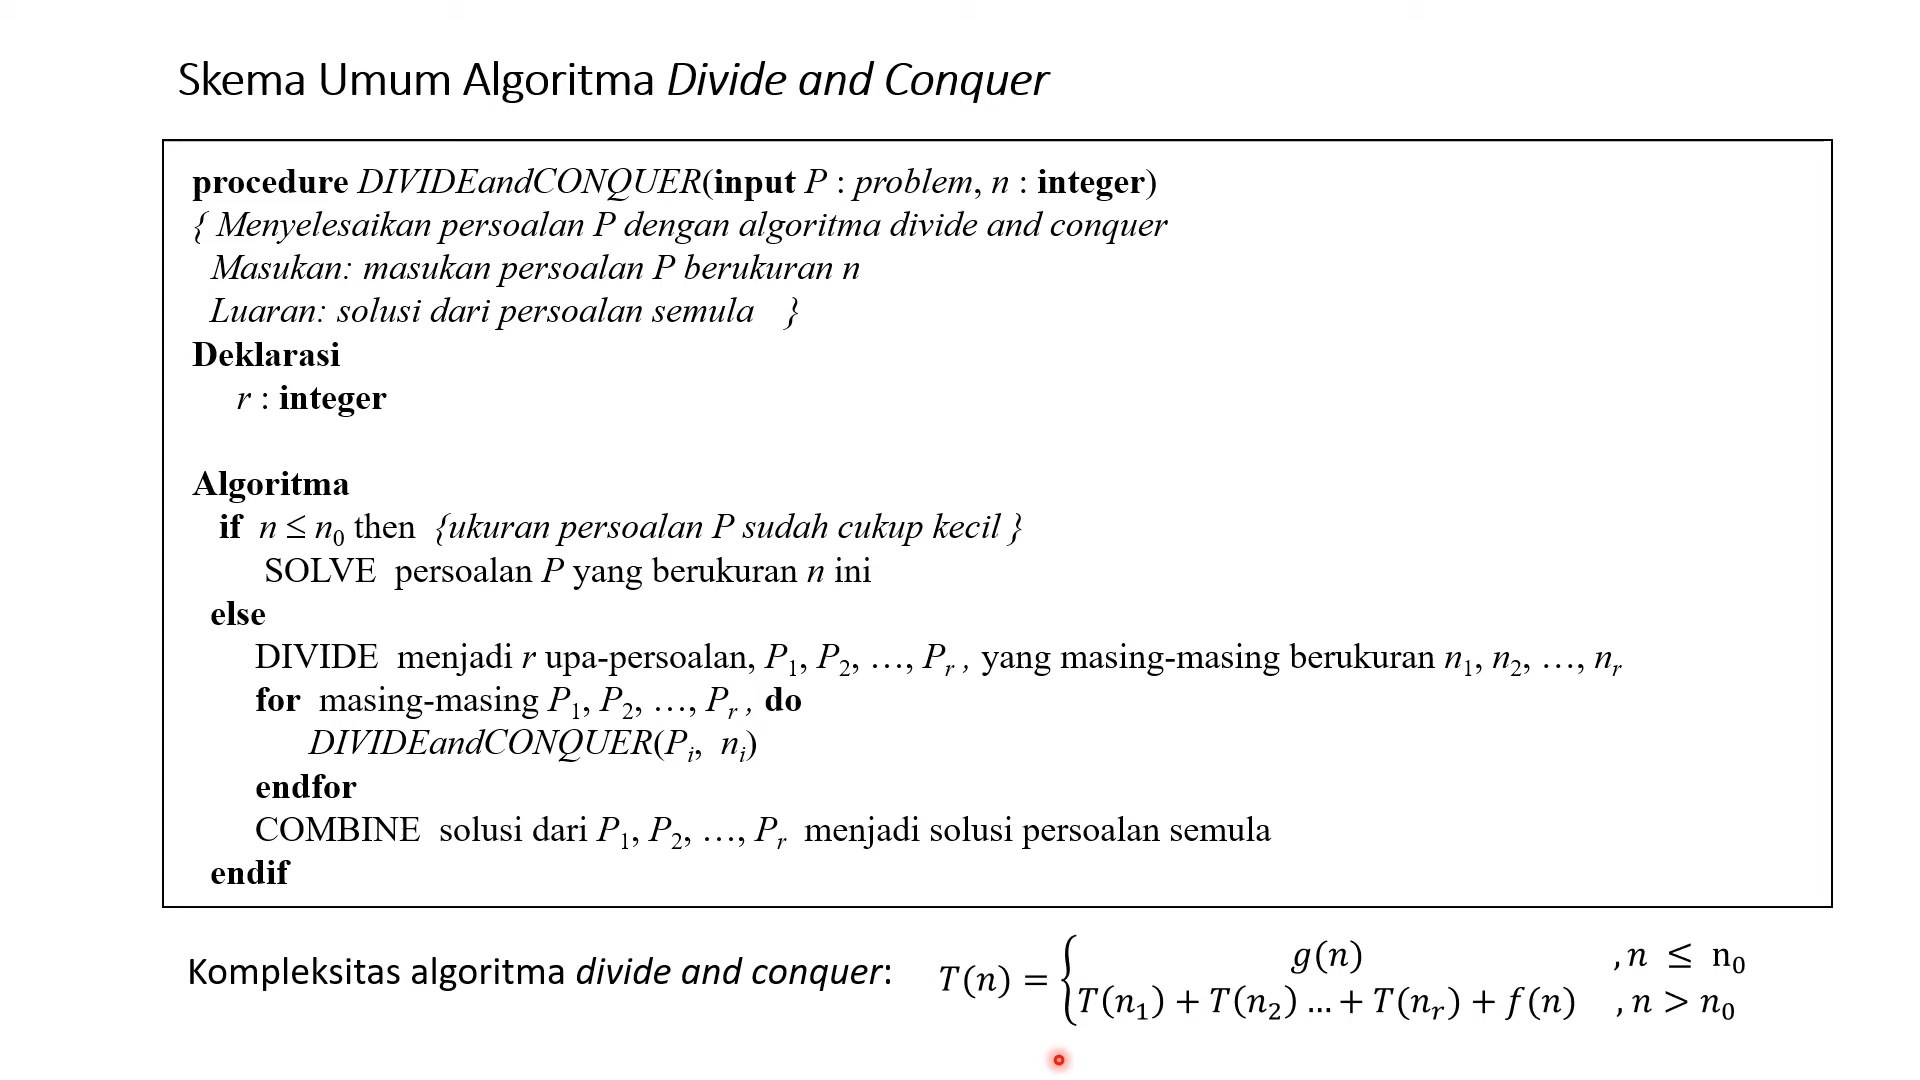 Skema Umum Algoritma Divide and Conquer
procedure DIVIDEandCONQUER(input P : problem, n : integer)
{ Menyelesaikan persoalan P dengan algoritma divide and conquer
Masukan: masukan persoalan P berukuran n
Luaran: solusi dari persoalan semula }
Deklarasi
r : integer
Algoritma
if n ≤ n₀ then {ukuran persoalan P sudah cukup kecil }
SOLVE persoalan P yang berukuran n ini
else
DIVIDE menjadi r upa-persoalan, P₁, P₂, …, Pᵣ , yang masing-masing berukuran n₁, n₂, …, nᵣ
for masing-masing P₁, P₂, …, Pᵣ , do
DIVIDEandCONQUER(Pᵢ, nᵢ)
endfor
COMBINE solusi dari P₁, P₂, …, Pᵣ menjadi solusi persoalan semula
endif
Kompleksitas algoritma divide and conquer: T(n) = { g(n) , n ≤ n₀
T(n₁) + T(n₂) … + T(nᵣ) + f(n) , n > n₀